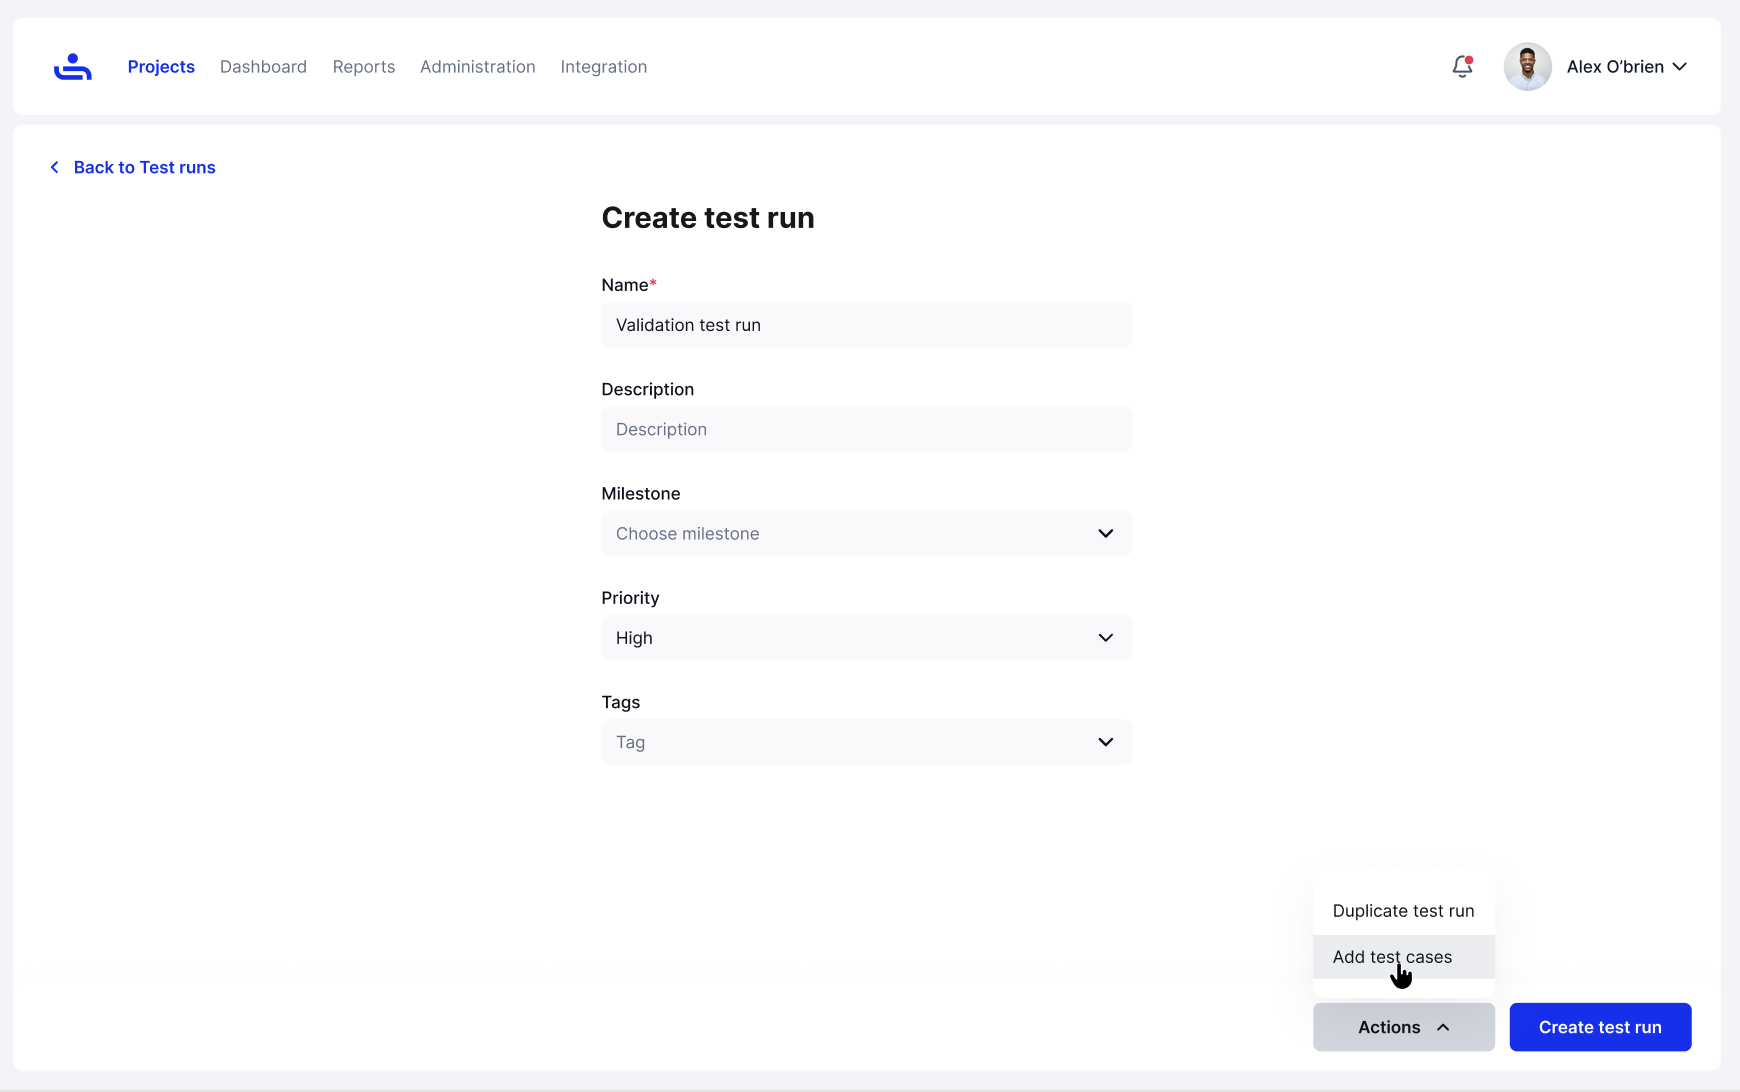 Projects Dashboard Reports Administration Integration Alex O’brien
Back to Test runs
Create test run
Name*
Validation test run
Description
Description
Milestone
Choose milestone
Priority
High
Tags
Tag
Duplicate test run
Add test cases
Actions Create test run